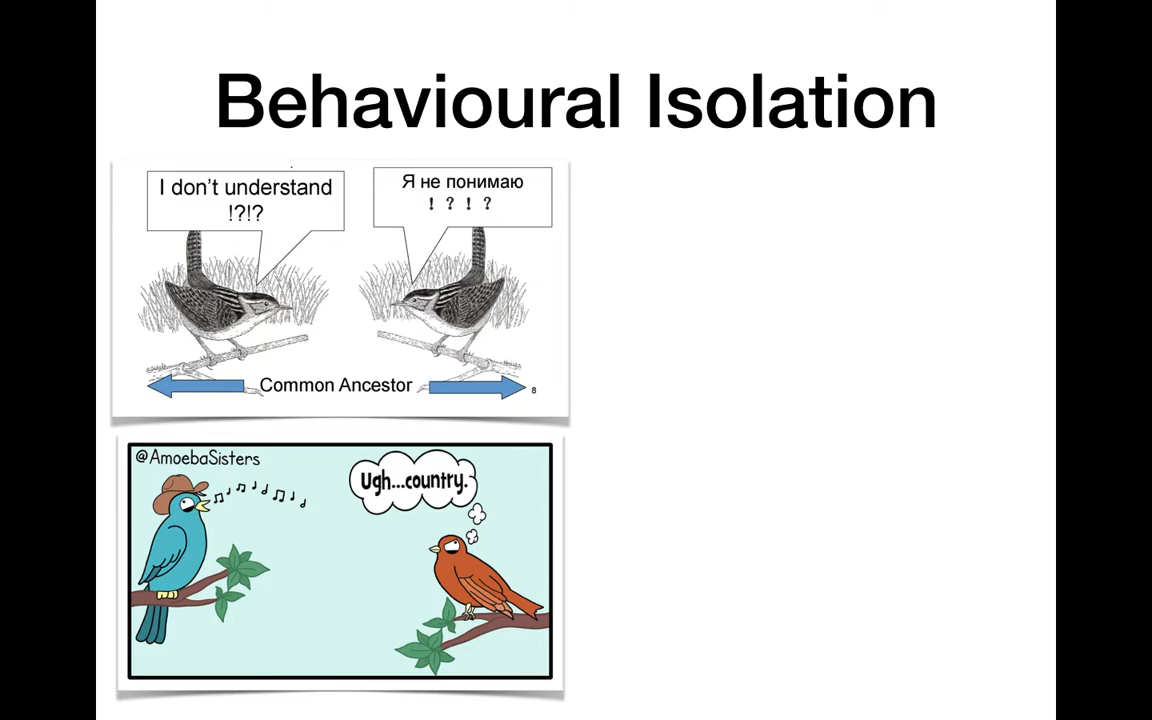 Behavioural Isolation
I don't understand
!?!?
Я не понимаю
！？！？
Common Ancestor
8
@AmoebaSisters
Ugh...country.